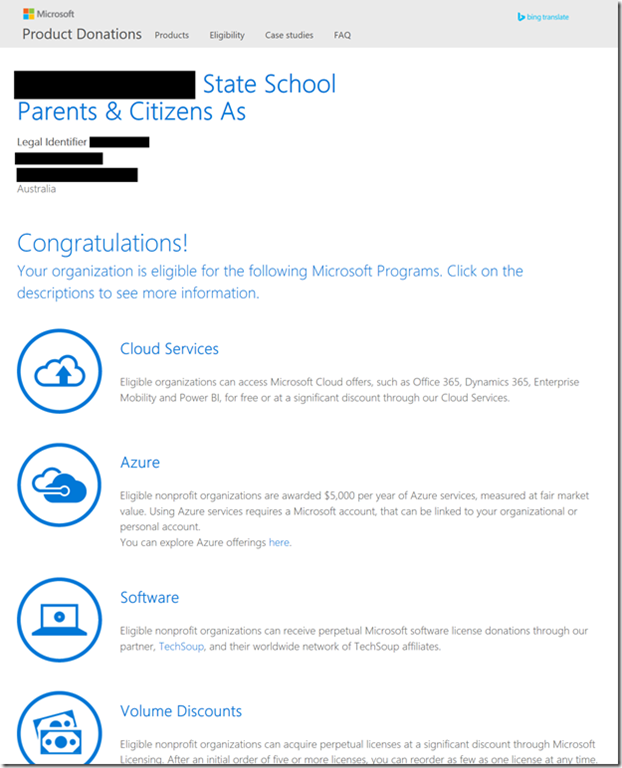 Microsoft
bing translate
Product Donations Products Eligibility Case studies FAQ
State School
Parents & Citizens As
Legal Identifier
Australia
Congratulations!
Your organization is eligible for the following Microsoft Programs. Click on the
descriptions to see more information.
Cloud Services
Eligible organizations can access Microsoft Cloud offers, such as Office 365, Dynamics 365, Enterprise
Mobility and Power BI, for free or at a significant discount through our Cloud Services.
Azure
Eligible nonprofit organizations are awarded $5,000 per year of Azure services, measured at fair market
value. Using Azure services requires a Microsoft account, that can be linked to your organizational or
personal account.
You can explore Azure offerings here.
Software
Eligible nonprofit organizations can receive perpetual Microsoft software license donations through our
partner, TechSoup, and their worldwide network of TechSoup affiliates.
Volume Discounts
Eligible nonprofit organizations can acquire perpetual licenses at a significant discount through Microsoft
Licensing. After an initial order of five or more licenses, you can reorder as few as one license at any time.